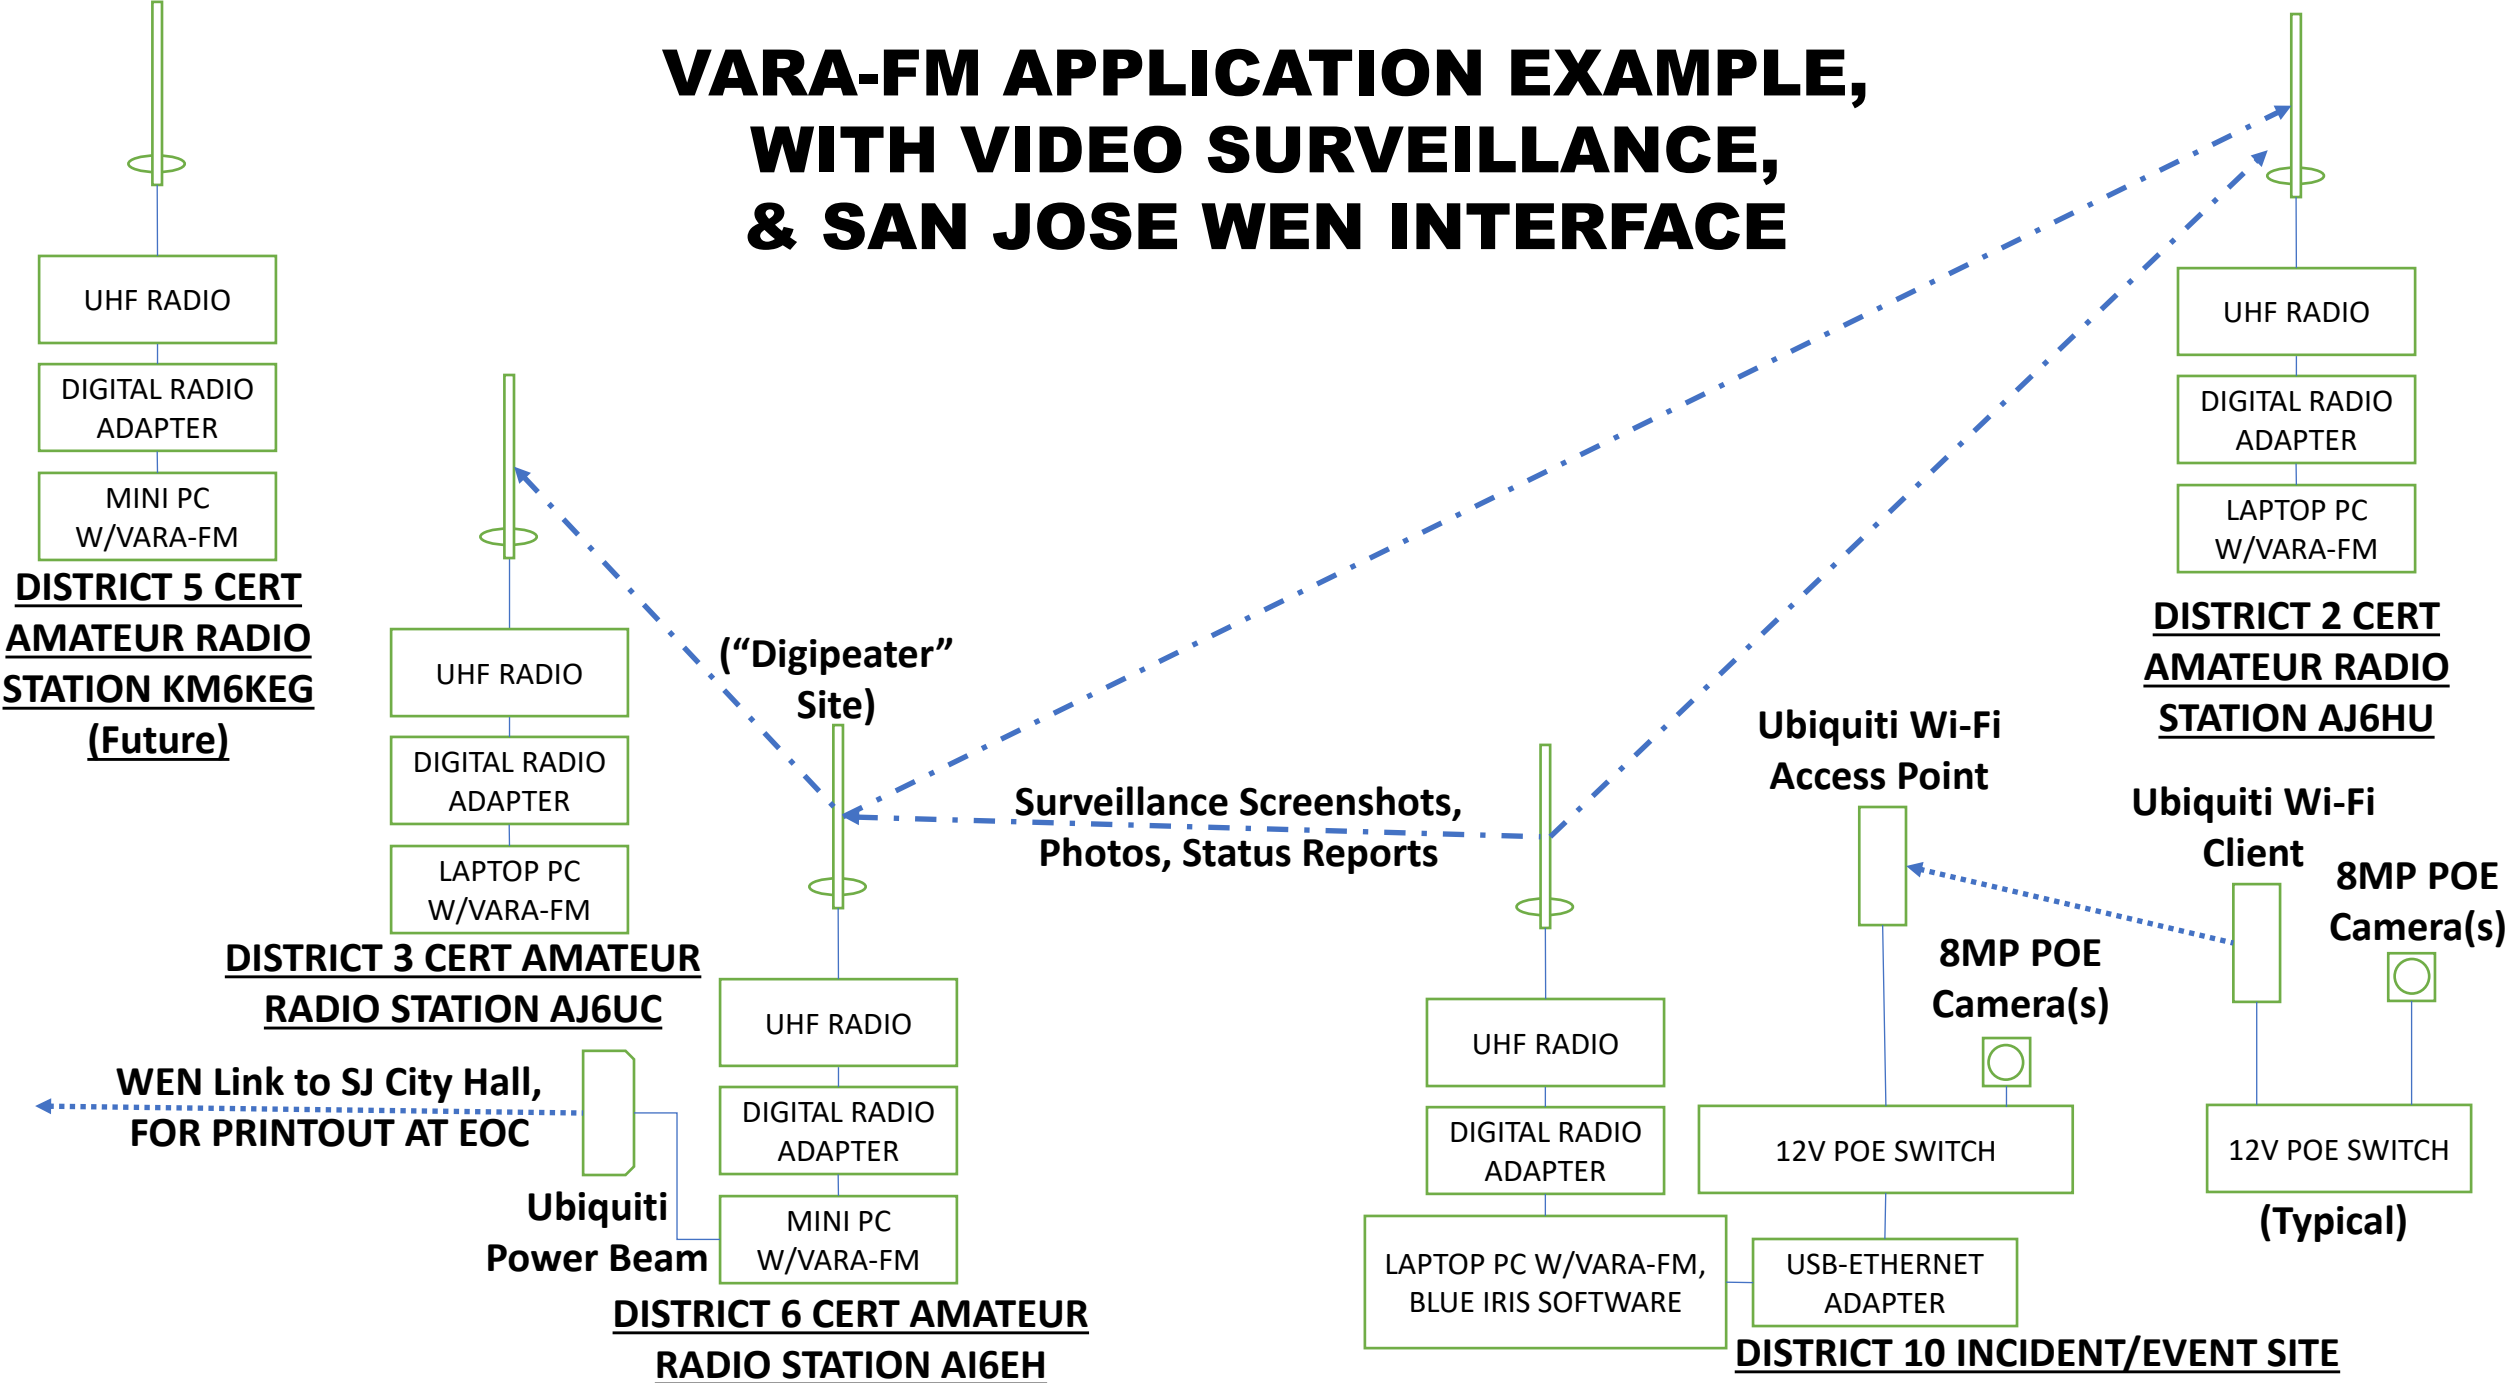 VARA-FM APPLICATION EXAMPLE,
WITH VIDEO SURVEILLANCE,
& SAN JOSE WEN INTERFACE
UHF RADIO
DIGITAL RADIO
ADAPTER
MINI PC
W/VARA-FM
DISTRICT 5 CERT
AMATEUR RADIO
STATION KM6KEG
(Future)
UHF RADIO
DIGITAL RADIO
ADAPTER
LAPTOP PC
W/VARA-FM
DISTRICT 3 CERT AMATEUR
RADIO STATION AJ6UC
WEN Link to SJ City Hall,
FOR PRINTOUT AT EOC
Ubiquiti
Power Beam
(“Digipeater”
Site)
UHF RADIO
DIGITAL RADIO
ADAPTER
MINI PC
W/VARA-FM
DISTRICT 6 CERT AMATEUR
RADIO STATION AI6EH
Surveillance Screenshots,
Photos, Status Reports
UHF RADIO
DIGITAL RADIO
ADAPTER
LAPTOP PC W/VARA-FM,
BLUE IRIS SOFTWARE
Ubiquiti Wi-Fi
Access Point
8MP POE
Camera(s)
12V POE SWITCH
USB-ETHERNET
ADAPTER
DISTRICT 10 INCIDENT/EVENT SITE
UHF RADIO
DIGITAL RADIO
ADAPTER
LAPTOP PC
W/VARA-FM
DISTRICT 2 CERT
AMATEUR RADIO
STATION AJ6HU
Ubiquiti Wi-Fi
Client
8MP POE
Camera(s)
12V POE SWITCH
(Typical)